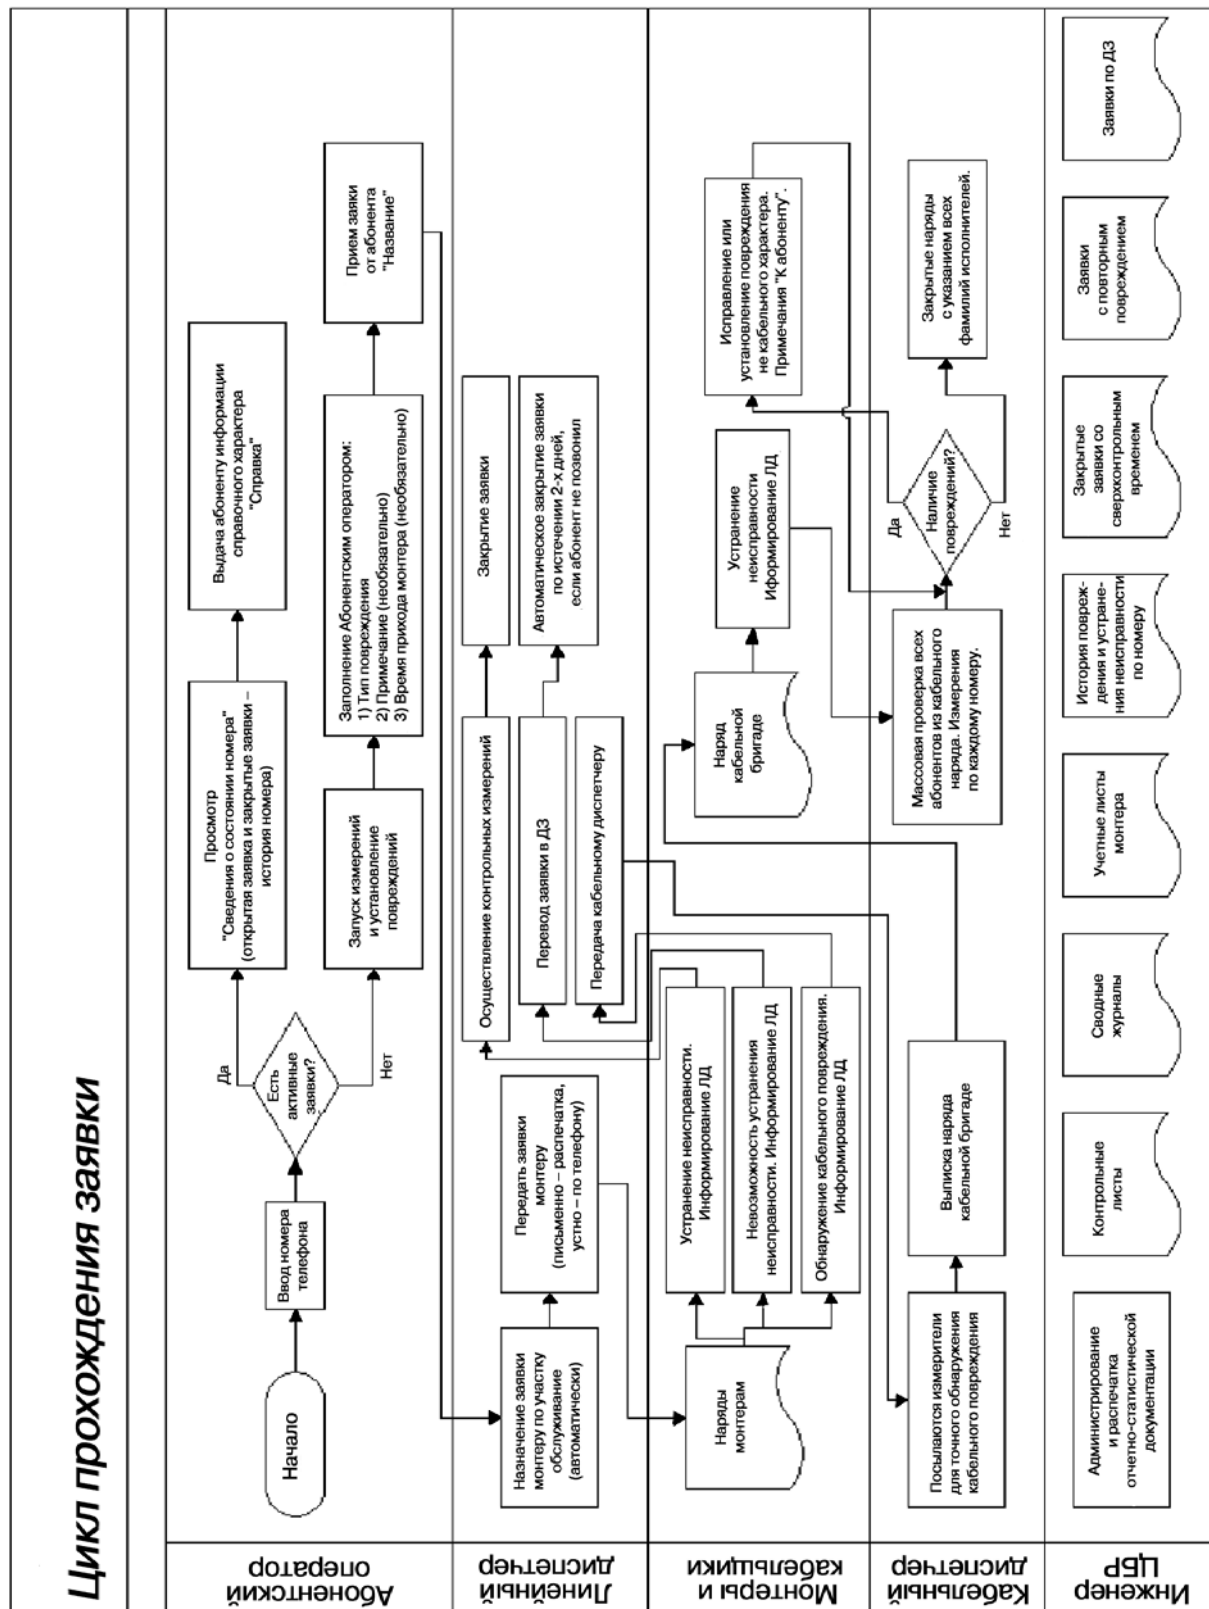 Цикл прохождения заявки
Абонентский
оператор
Начало
Ввод номера
телефона
Есть
активные
заявки?
Да
Нет
Просмотр
"Сведения о состоянии номера"
(открытая заявка и закрытые заявки –
история номера)
Выдача абоненту информации
справочного характера
"Справка"
Запуск измерений
и установление
повреждений
Заполнение Абонентским оператором:
1) Тип повреждения
2) Примечание (необязательно)
3) Время прихода монтера (необязательно)
Прием заяки
от абонента
"Название"
Линейный
диспетчер
Назначение заявки
монтеру по участку
обслуживание
(автоматически)
Передать заявки
монтеру
(письменно – распечатка,
устно – по телефону)
Осуществление контрольных измерений
Закрытие заявки
Перевод заявки в ДЗ
Автоматическое закрытие заявки
по истечении 2-х дней,
если абонент не позвонил
Передача кабельному диспетчеру
Монтеры и
кабельщики
Наряды
монтерам
Устранение неисправности.
Информирование ЛД
Невозможность устранения
неисправности. Информирование ЛД
Обнаружение кабельного повреждения.
Информирование ЛД
Наряд
кабельной
бригаде
Устранение
неисправности
Иформирование ЛД
Исправление или
установление повреждения
не кабельного характера.
Примечания "К абоненту".
Кабельный
диспетчер
Посылаются измерители
для точного обнаружения
кабельного повреждения
Выписка наряда
кабельной бригаде
Массовая проверка всех
абонентов из кабельного
наряда. Измерения
по каждому номеру.
Наличие
повреждений?
Да
Нет
Закрытые наряды
с указанием всех
фамилий исполнителей.
Инженер
ЦБР
Администрирование
и распечатка
отчетно-статистической
документации
Контрольные
листы
Сводные
журналы
Учетные листы
монтера
История повреж-
дения и устране-
ния неисправности
по номеру
Закрытые
заявки со
сверхконтрольным
временем
Заявки
с повторным
повреждением
Заявки по ДЗ